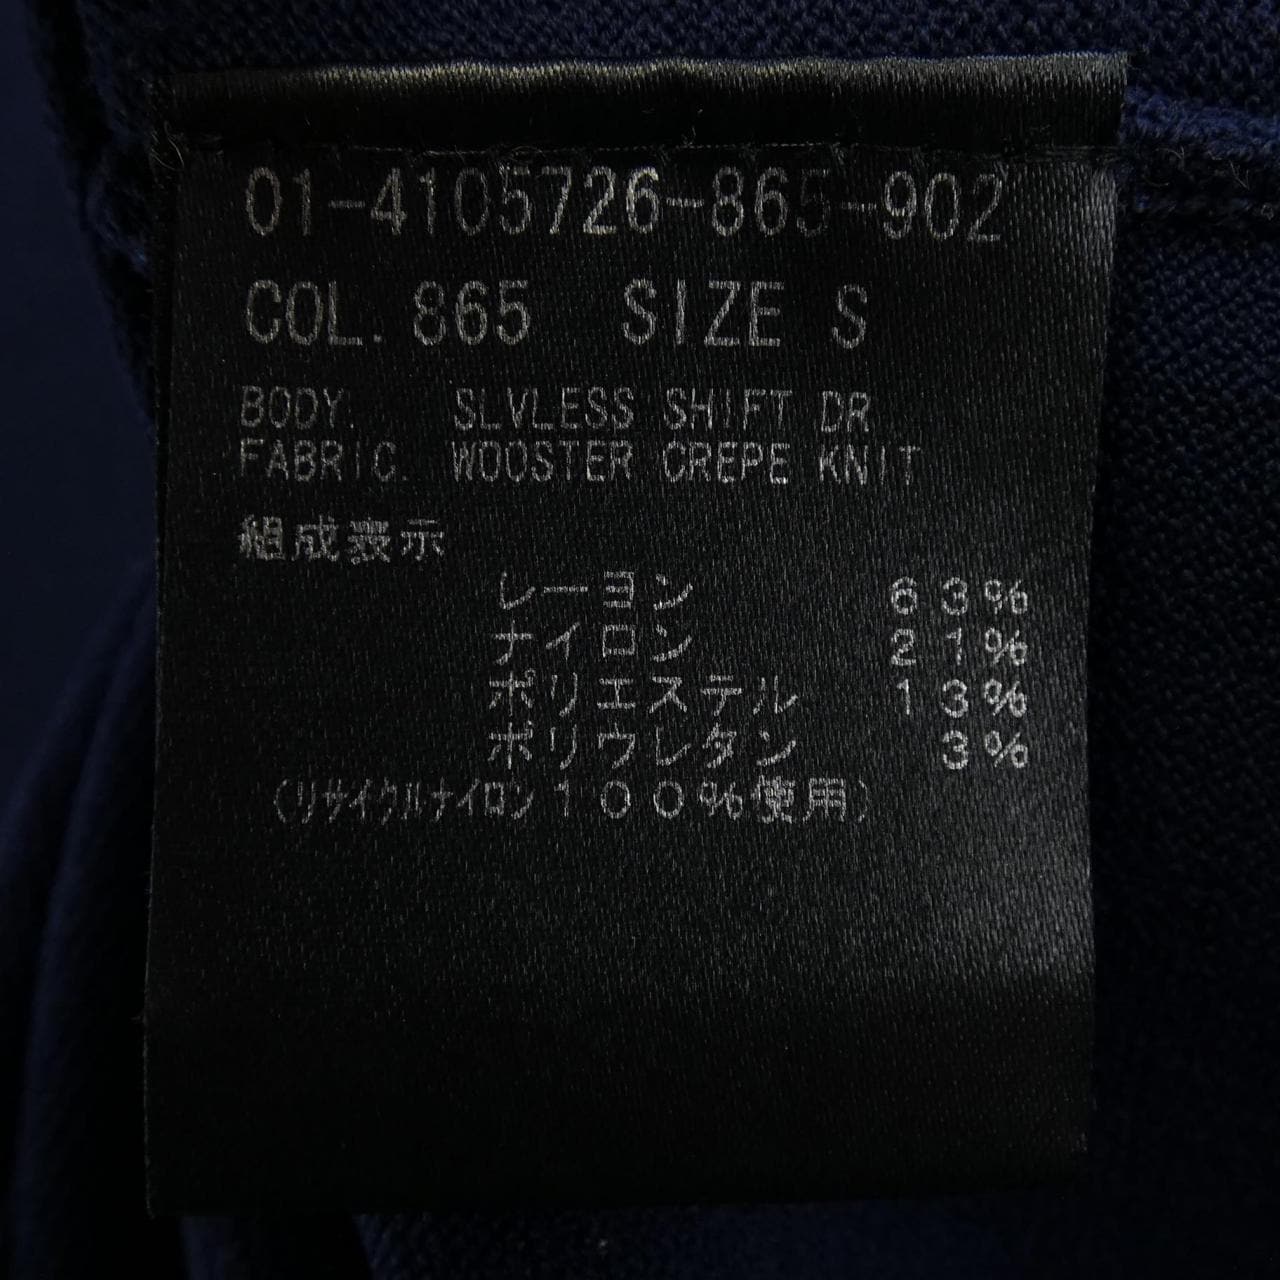 01-4105726-865-902
COL. 865 SIZE S
BODY. SLVLESS SHIFT DR
FABRIC. WOOSTER CREPE KNIT
組成表示
レーヨン 63%
ナイロン 21%
ポリエステル 13%
ポリウレタン 3%
(リサイクルナイロン100%使用)